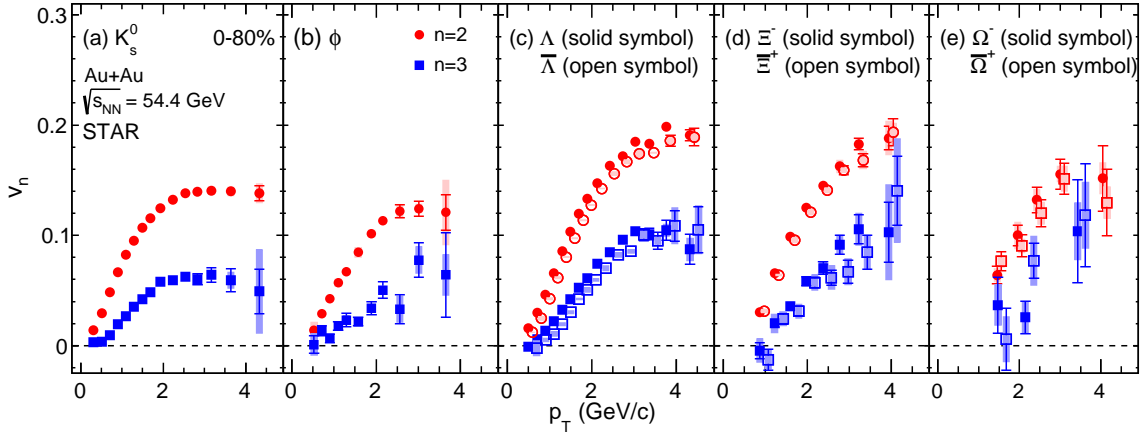 (a) K⁰ₛ 0-80%
Au+Au
√sNN = 54.4 GeV
STAR
(b) ϕ
n=2
n=3
(c) Λ (solid symbol)
Λ̅ (open symbol)
(d) Ξ⁻ (solid symbol)
Ξ̅⁺ (open symbol)
(e) Ω⁻ (solid symbol)
Ω̅⁺ (open symbol)
vₙ
0.3
0.2
0.1
0
0 2 4 0 2 4 0 2 4 0 2 4 0 2 4
p_T (GeV/c)